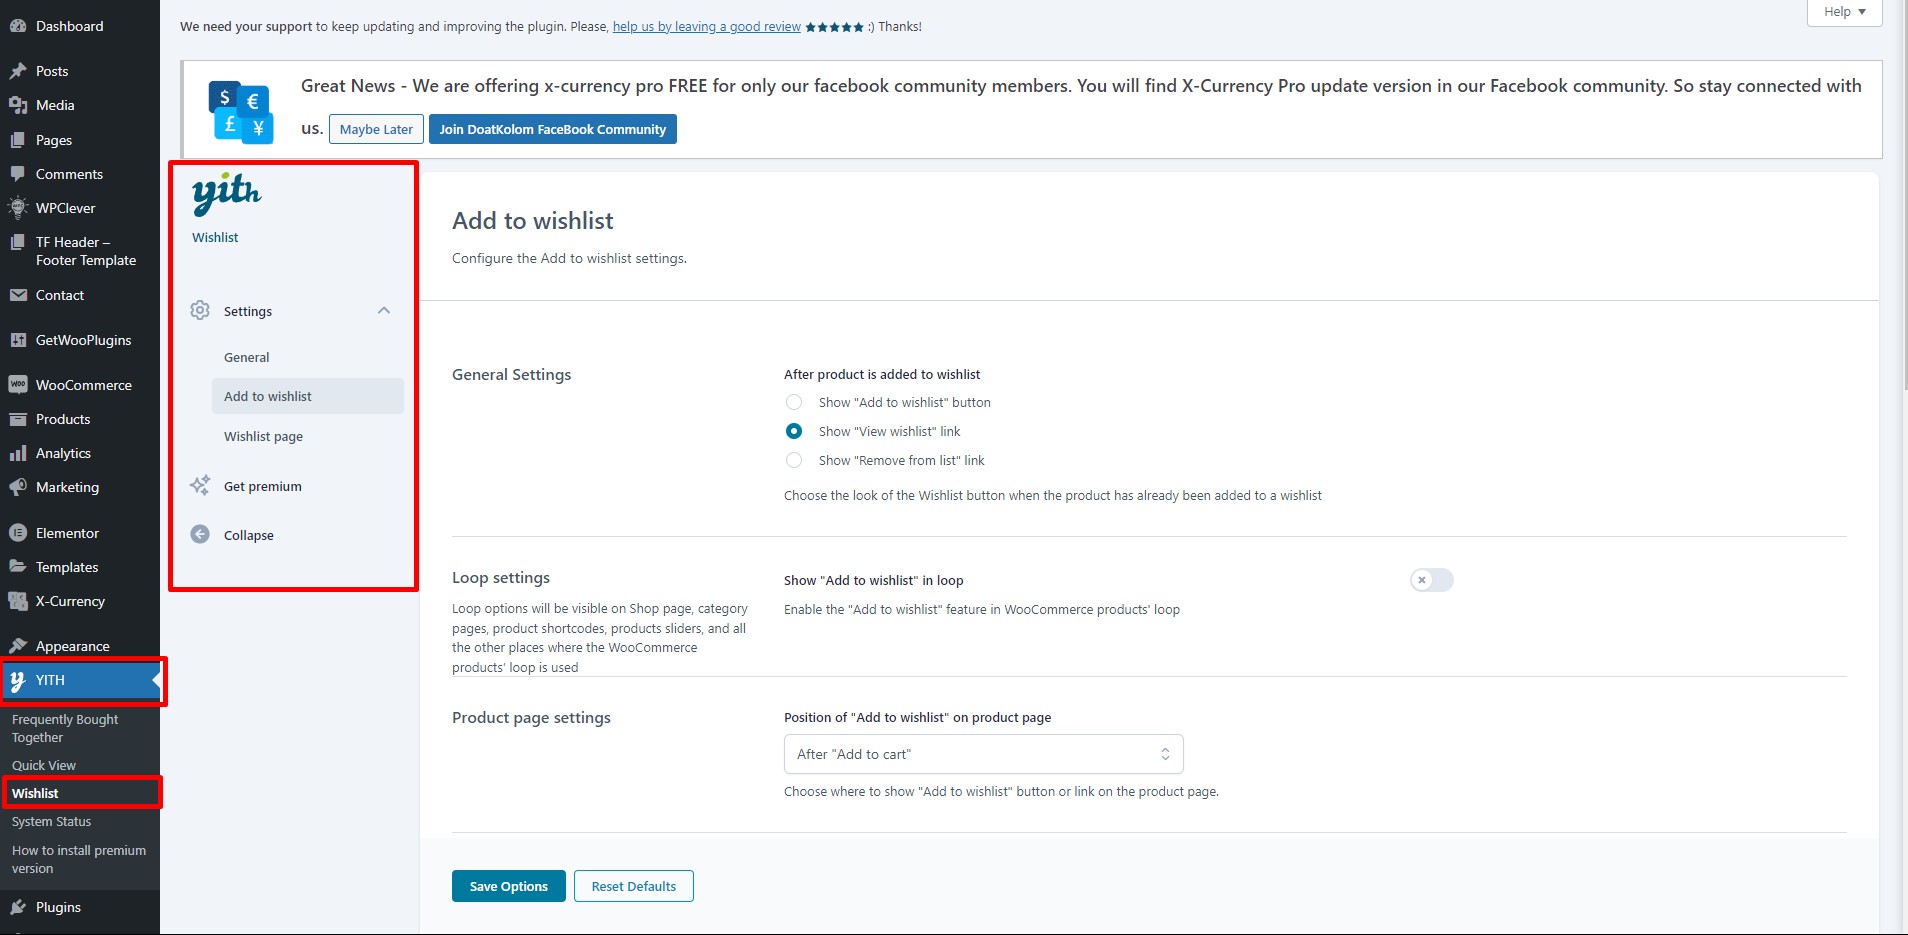 Dashboard
Posts
Media
Pages
Comments
WPClever
TF Header –
Footer Template
Contact
GetWooPlugins
WooCommerce
Products
Analytics
Marketing
Elementor
Templates
X-Currency
Appearance
YITH
Frequently Bought
Together
Quick View
Wishlist
System Status
How to install premium
version
Plugins
We need your support to keep updating and improving the plugin. Please, help us by leaving a good review ★★★★★ :) Thanks!
Help ▼
Great News - We are offering x-currency pro FREE for only our facebook community members. You will find X-Currency Pro update version in our Facebook community. So stay connected with
us. Maybe Later Join DoatKolom FaceBook Community
$ €
£ ¥
yith
Wishlist
Settings
General
Add to wishlist
Wishlist page
Get premium
Collapse
Add to wishlist
Configure the Add to wishlist settings.
General Settings
After product is added to wishlist
Show "Add to wishlist" button
Show "View wishlist" link
Show "Remove from list" link
Choose the look of the Wishlist button when the product has already been added to a wishlist
Loop settings
Loop options will be visible on Shop page, category
pages, product shortcodes, products sliders, and all
the other places where the WooCommerce
products' loop is used
Show "Add to wishlist" in loop
Enable the "Add to wishlist" feature in WooCommerce products' loop
Product page settings
Position of "Add to wishlist" on product page
After "Add to cart"
Choose where to show "Add to wishlist" button or link on the product page.
Save Options
Reset Defaults